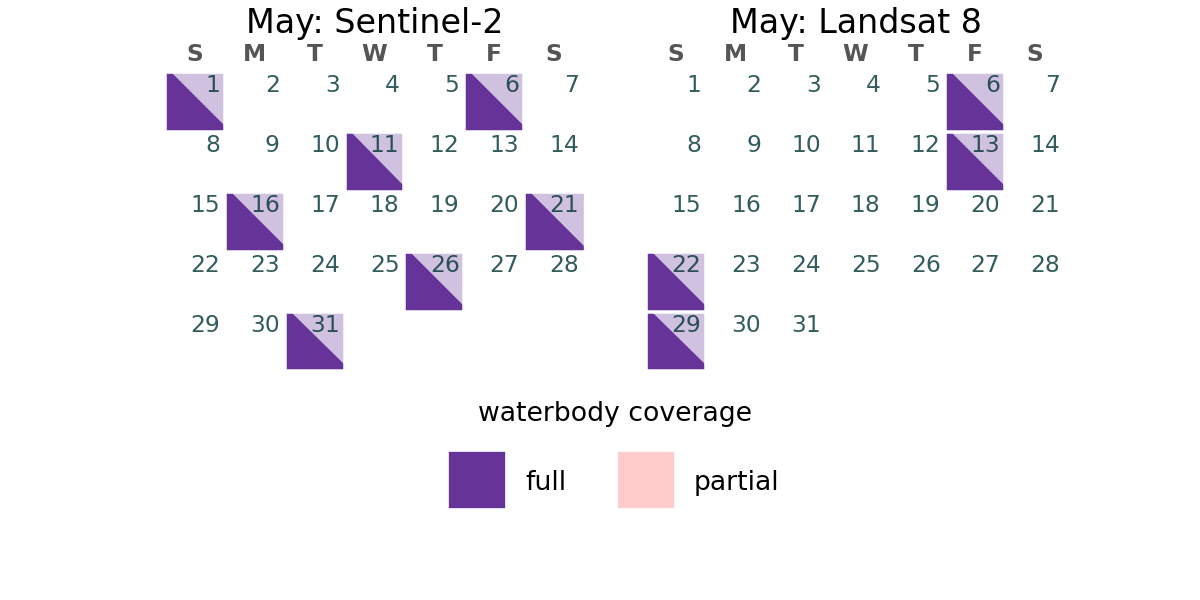 May: Sentinel-2
S M T W T F S
1 2 3 4 5 6 7
8 9 10 11 12 13 14
15 16 17 18 19 20 21
22 23 24 25 26 27 28
29 30 31
May: Landsat 8
S M T W T F S
1 2 3 4 5 6 7
8 9 10 11 12 13 14
15 16 17 18 19 20 21
22 23 24 25 26 27 28
29 30 31
waterbody coverage
full
partial